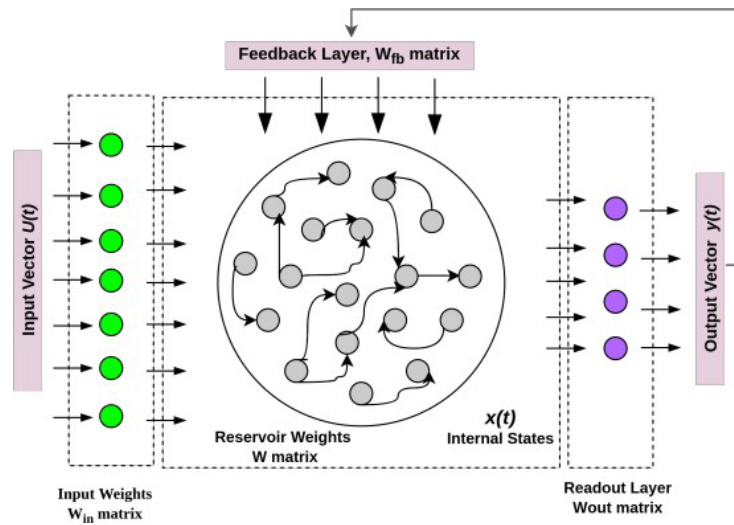 Feedback Layer, Wfb matrix
Input Vector U(t)
Output Vector y(t)
Reservoir Weights
W matrix
x(t)
Internal States
Input Weights
Win matrix
Readout Layer
Wout matrix